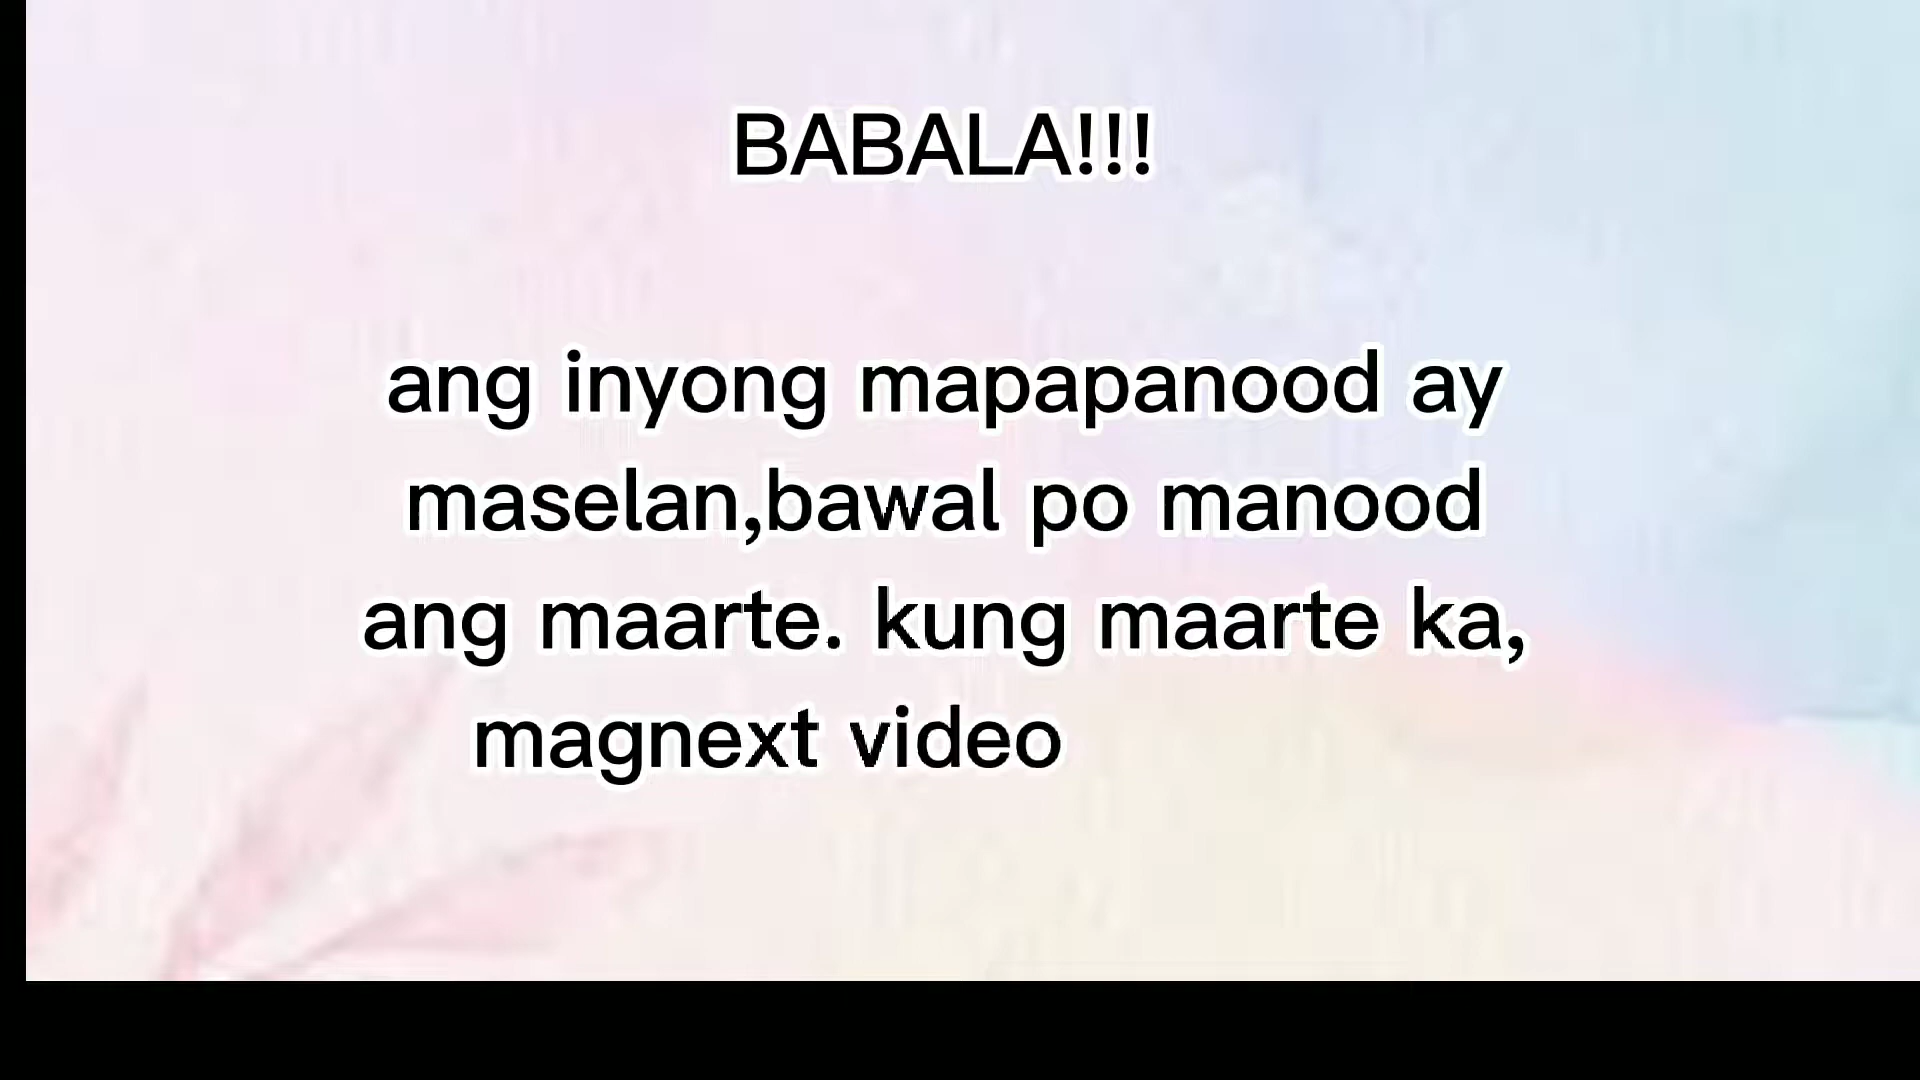 BABALA!!!
ang inyong mapapanood ay
maselan,bawal po manood
ang maarte. kung maarte ka,
magnext video